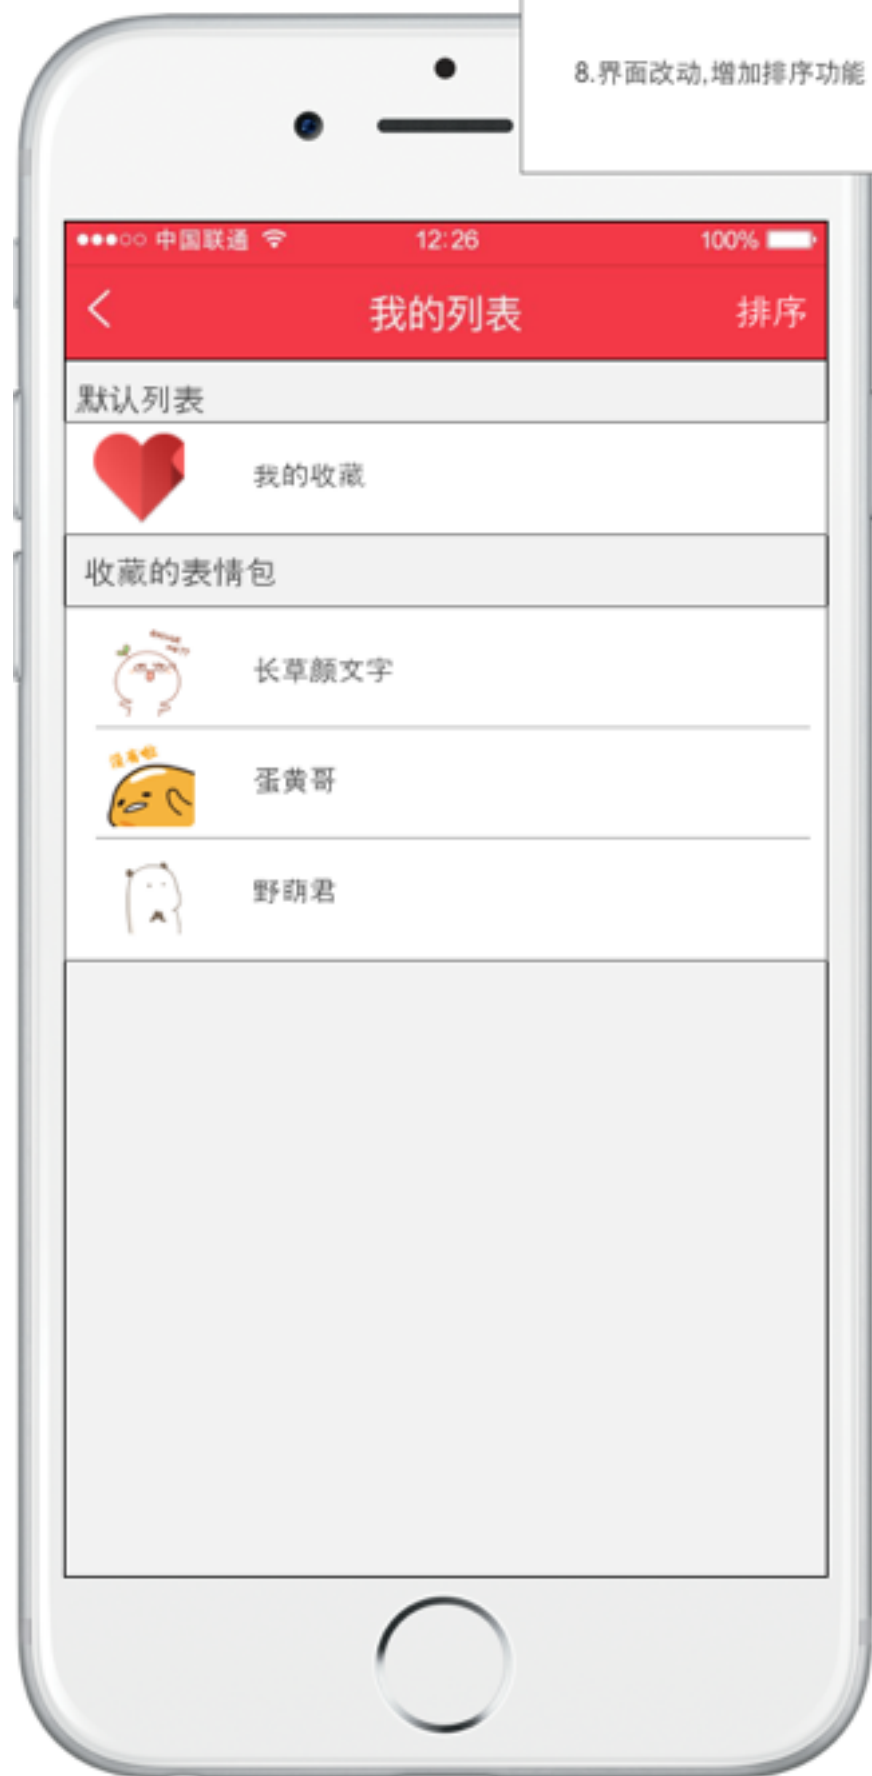 8.界面改动,增加排序功能
中国联通 12:26 100%
我的列表 排序
默认列表
我的收藏
收藏的表情包
长草颜文字
蛋黄哥
野萌君